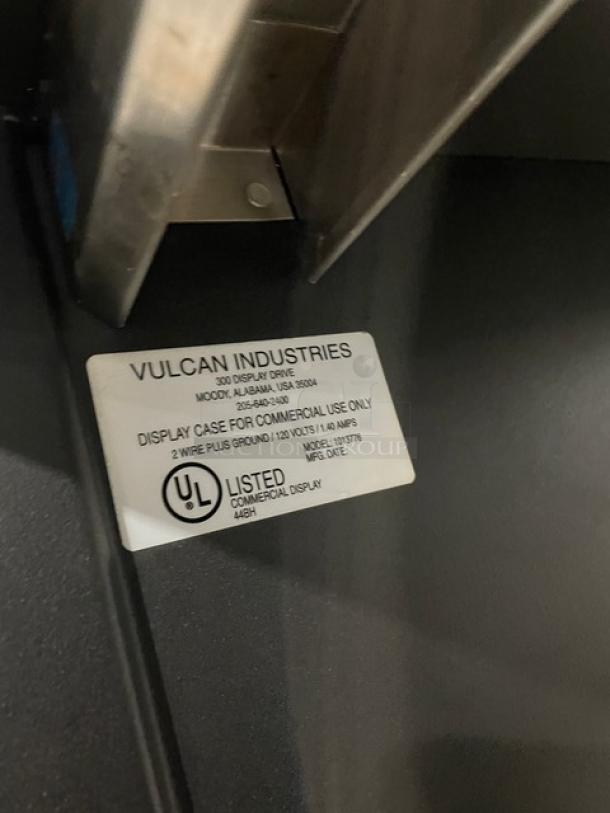 VULCAN INDUSTRIES
300 DISPLAY DRIVE
MOODY, ALABAMA, USA 35004
205-640-2400
DISPLAY CASE FOR COMMERCIAL USE ONLY
2 WIRE PLUS GROUND / 120 VOLTS / 1.40 AMPS
MODEL: 1013776
MFG. DATE:
UL ®
LISTED
COMMERCIAL DISPLAY
44BH